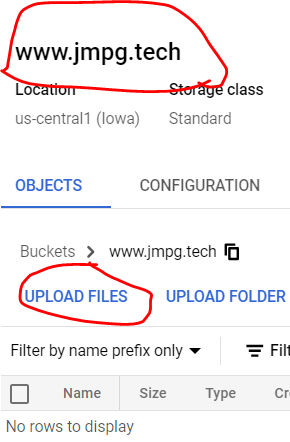 www.jmpg.tech
Location Storage class
us-central1 (Iowa) Standard
OBJECTS CONFIGURATION
Buckets > www.jmpg.tech
UPLOAD FILES UPLOAD FOLDER
Filter by name prefix only Filt
Name Size Type Cr
No rows to display